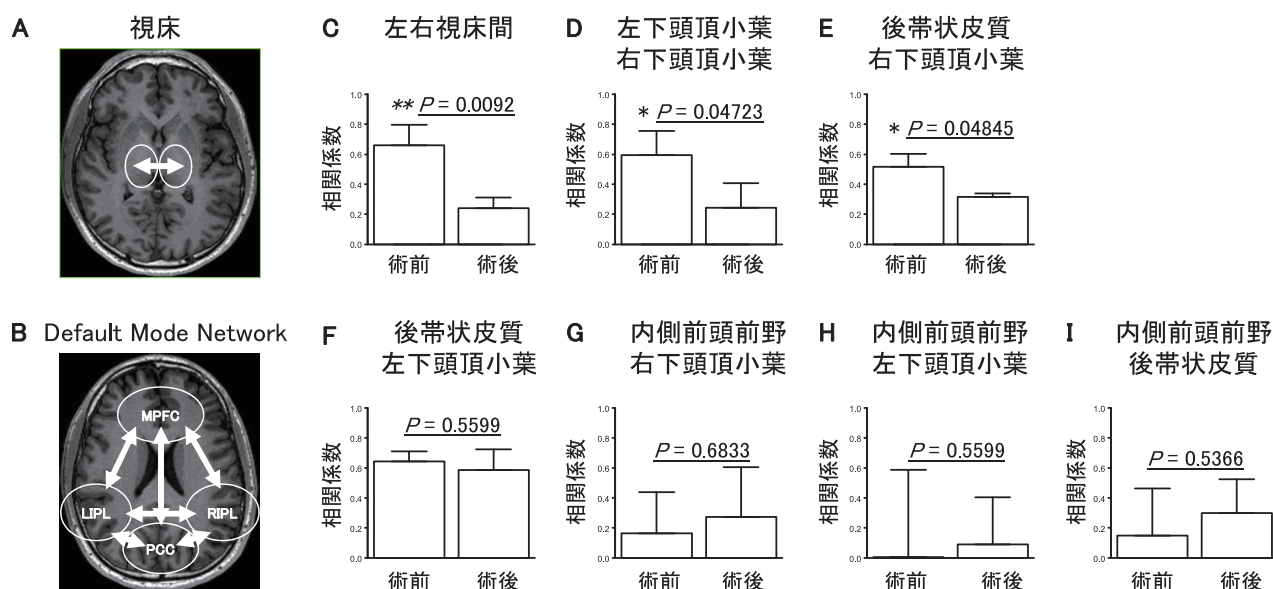 A 視床
C 左右視床間
相関係数
1.0
0.8
0.6
0.4
0.2
0.0
** P = 0.0092
術前 術後
D 左下頭頂小葉
右下頭頂小葉
相関係数
1.0
0.8
0.6
0.4
0.2
0.0
* P = 0.04723
術前 術後
E 後帯状皮質
右下頭頂小葉
相関係数
1.0
0.8
0.6
0.4
0.2
0.0
* P = 0.04845
術前 術後
B Default Mode Network
MPFC
LIPL
RIPL
PCC
F 後帯状皮質
左下頭頂小葉
相関係数
1.0
0.8
0.6
0.4
0.2
0.0
P = 0.5599
術前 術後
G 内側前頭前野
右下頭頂小葉
相関係数
1.0
0.8
0.6
0.4
0.2
0.0
P = 0.6833
術前 術後
H 内側前頭前野
左下頭頂小葉
相関係数
1.0
0.8
0.6
0.4
0.2
0.0
P = 0.5599
術前 術後
I 内側前頭前野
後帯状皮質
相関係数
1.0
0.8
0.6
0.4
0.2
0.0
P = 0.5366
術前 術後